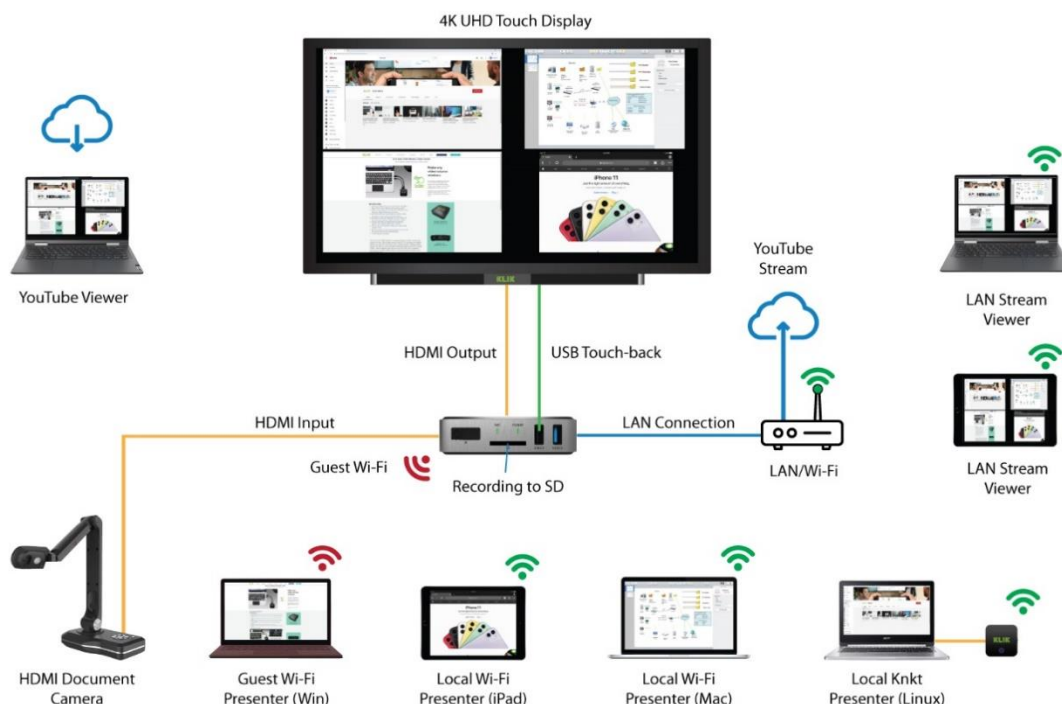 4K UHD Touch Display
iPhone 11
YouTube Viewer
KLIK
YouTube
Stream
LAN Stream
Viewer
HDMI Output
USB Touch-back
HDMI Input
LAN Connection
Guest Wi-Fi
Recording to SD
LAN/Wi-Fi
LAN Stream
Viewer
iPhone 11
KLIK
HDMI Document
Camera
Guest Wi-Fi
Presenter (Win)
Local Wi-Fi
Presenter (iPad)
Local Wi-Fi
Presenter (Mac)
Local Knkt
Presenter (Linux)